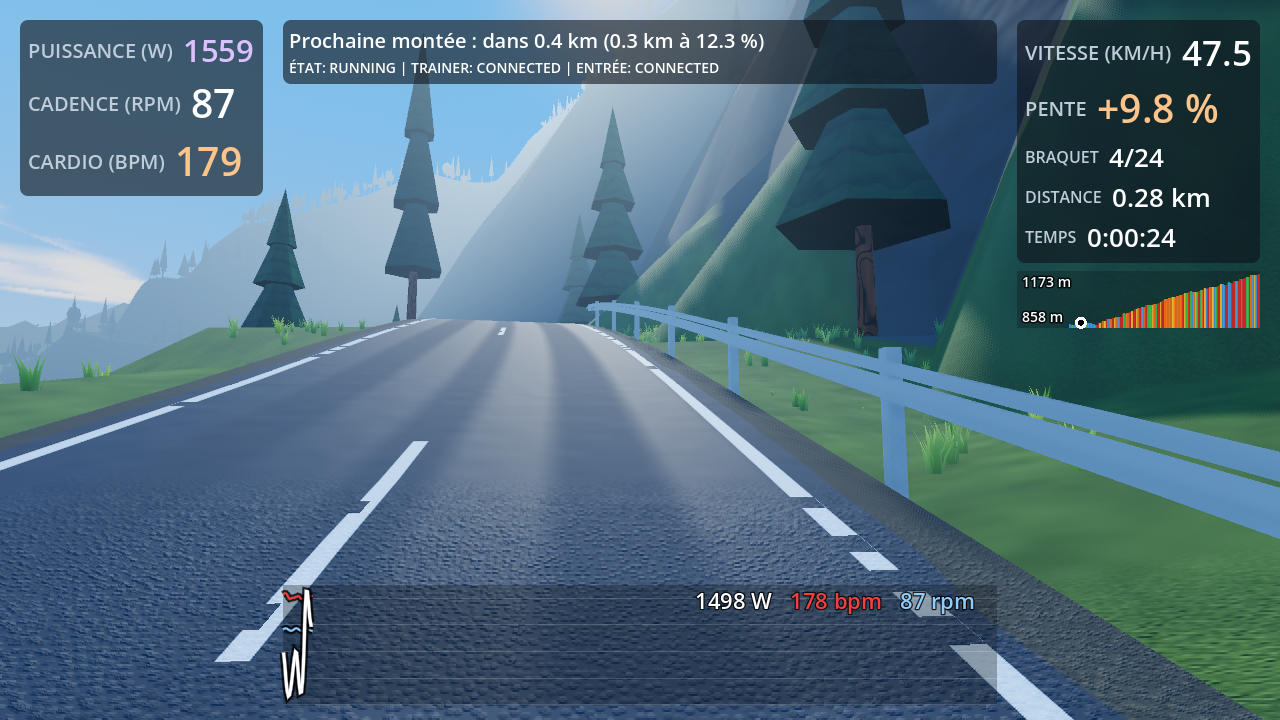 PUISSANCE (W) 1559
CADENCE (RPM) 87
CARDIO (BPM) 179
Prochaine montée : dans 0.4 km (0.3 km à 12.3 %)
ÉTAT: RUNNING | TRAINER: CONNECTED | ENTRÉE: CONNECTED
VITESSE (KM/H) 47.5
PENTE +9.8 %
BRAQUET 4/24
DISTANCE 0.28 km
TEMPS 0:00:24
1173 m
858 m
1498 W 178 bpm 87 rpm